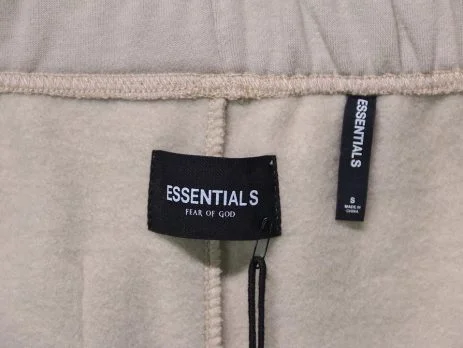 ESSENTIALS
FEAR OF GOD
ESSENTIALS
S
MADE IN
CHINA